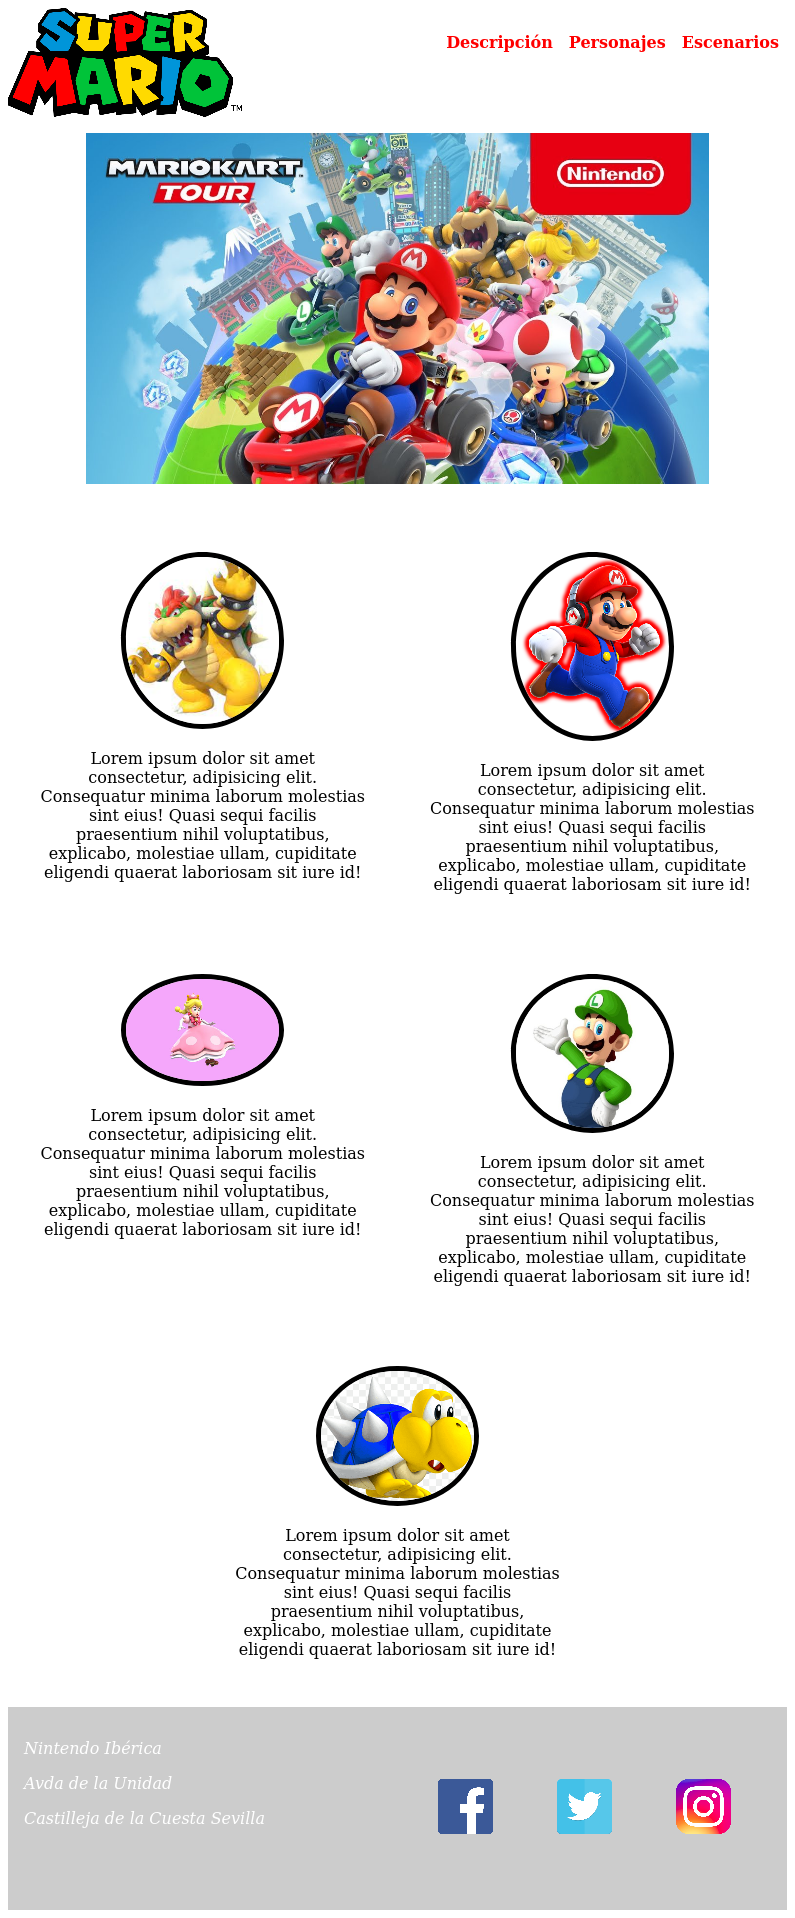 SUPER
MARIO™
Descripción Personajes Escenarios
MARIOKART
TOUR
Nintendo
Lorem ipsum dolor sit amet
consectetur, adipisicing elit.
Consequatur minima laborum molestias
sint eius! Quasi sequi facilis
praesentium nihil voluptatibus,
explicabo, molestiae ullam, cupiditate
eligendi quaerat laboriosam sit iure id!
Lorem ipsum dolor sit amet
consectetur, adipisicing elit.
Consequatur minima laborum molestias
sint eius! Quasi sequi facilis
praesentium nihil voluptatibus,
explicabo, molestiae ullam, cupiditate
eligendi quaerat laboriosam sit iure id!
Lorem ipsum dolor sit amet
consectetur, adipisicing elit.
Consequatur minima laborum molestias
sint eius! Quasi sequi facilis
praesentium nihil voluptatibus,
explicabo, molestiae ullam, cupiditate
eligendi quaerat laboriosam sit iure id!
Lorem ipsum dolor sit amet
consectetur, adipisicing elit.
Consequatur minima laborum molestias
sint eius! Quasi sequi facilis
praesentium nihil voluptatibus,
explicabo, molestiae ullam, cupiditate
eligendi quaerat laboriosam sit iure id!
Lorem ipsum dolor sit amet
consectetur, adipisicing elit.
Consequatur minima laborum molestias
sint eius! Quasi sequi facilis
praesentium nihil voluptatibus,
explicabo, molestiae ullam, cupiditate
eligendi quaerat laboriosam sit iure id!
Nintendo Ibérica
Avda de la Unidad
Castilleja de la Cuesta Sevilla